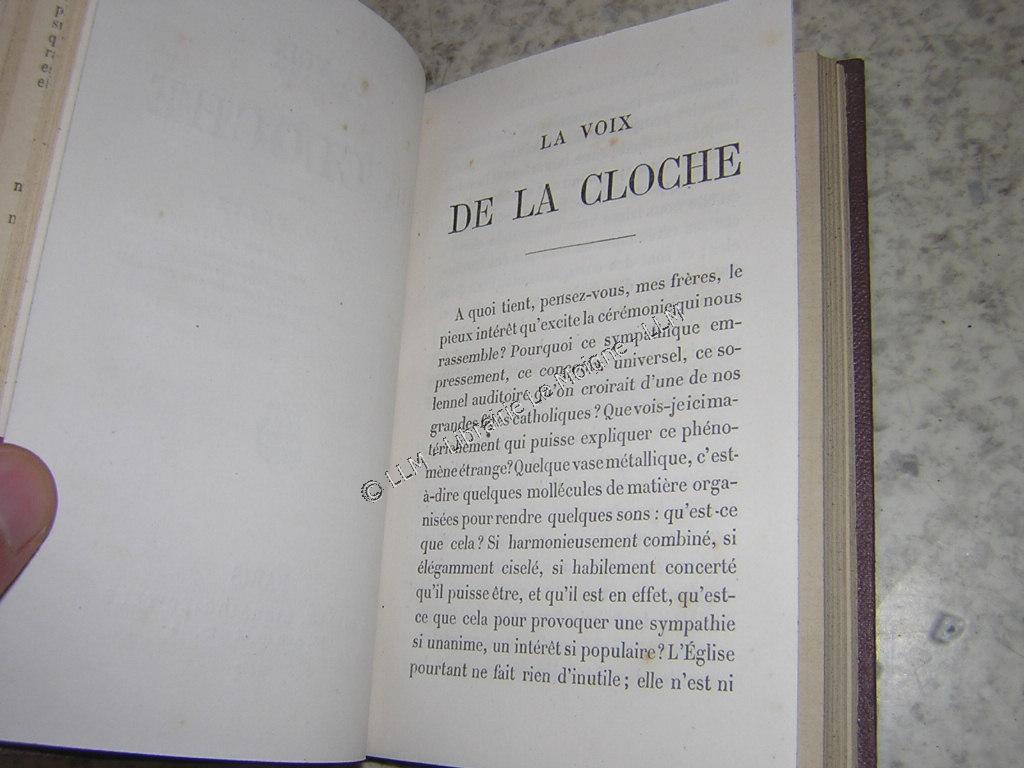 LA VOIX
DE LA CLOCHE
A quoi tient, pensez-vous, mes frères, le
pieux intérêt qu'excite la cérémonie qui nous
rassemble? Pourquoi ce sympathique em-
pressement, ce concours universel, ce so-
lennel auditoire qu'on croirait d'une de nos
grandes fêtes catholiques? Que vois-je ici ma-
tériellement qui puisse expliquer ce phéno-
mène étrange? Quelque vase métallique, c'est-
à-dire quelques mollécules de matière orga-
nisées pour rendre quelques sons : qu'est-ce
que cela? Si harmonieusement combiné, si
élégamment ciselé, si habilement concerté
qu'il puisse être, et qu'il est en effet, qu'est-
ce que cela pour provoquer une sympathie
si unanime, un intérêt si populaire? L'Église
pourtant ne fait rien d'inutile; elle n'est ni
© LLM - Librairie Le Moigne - LLM